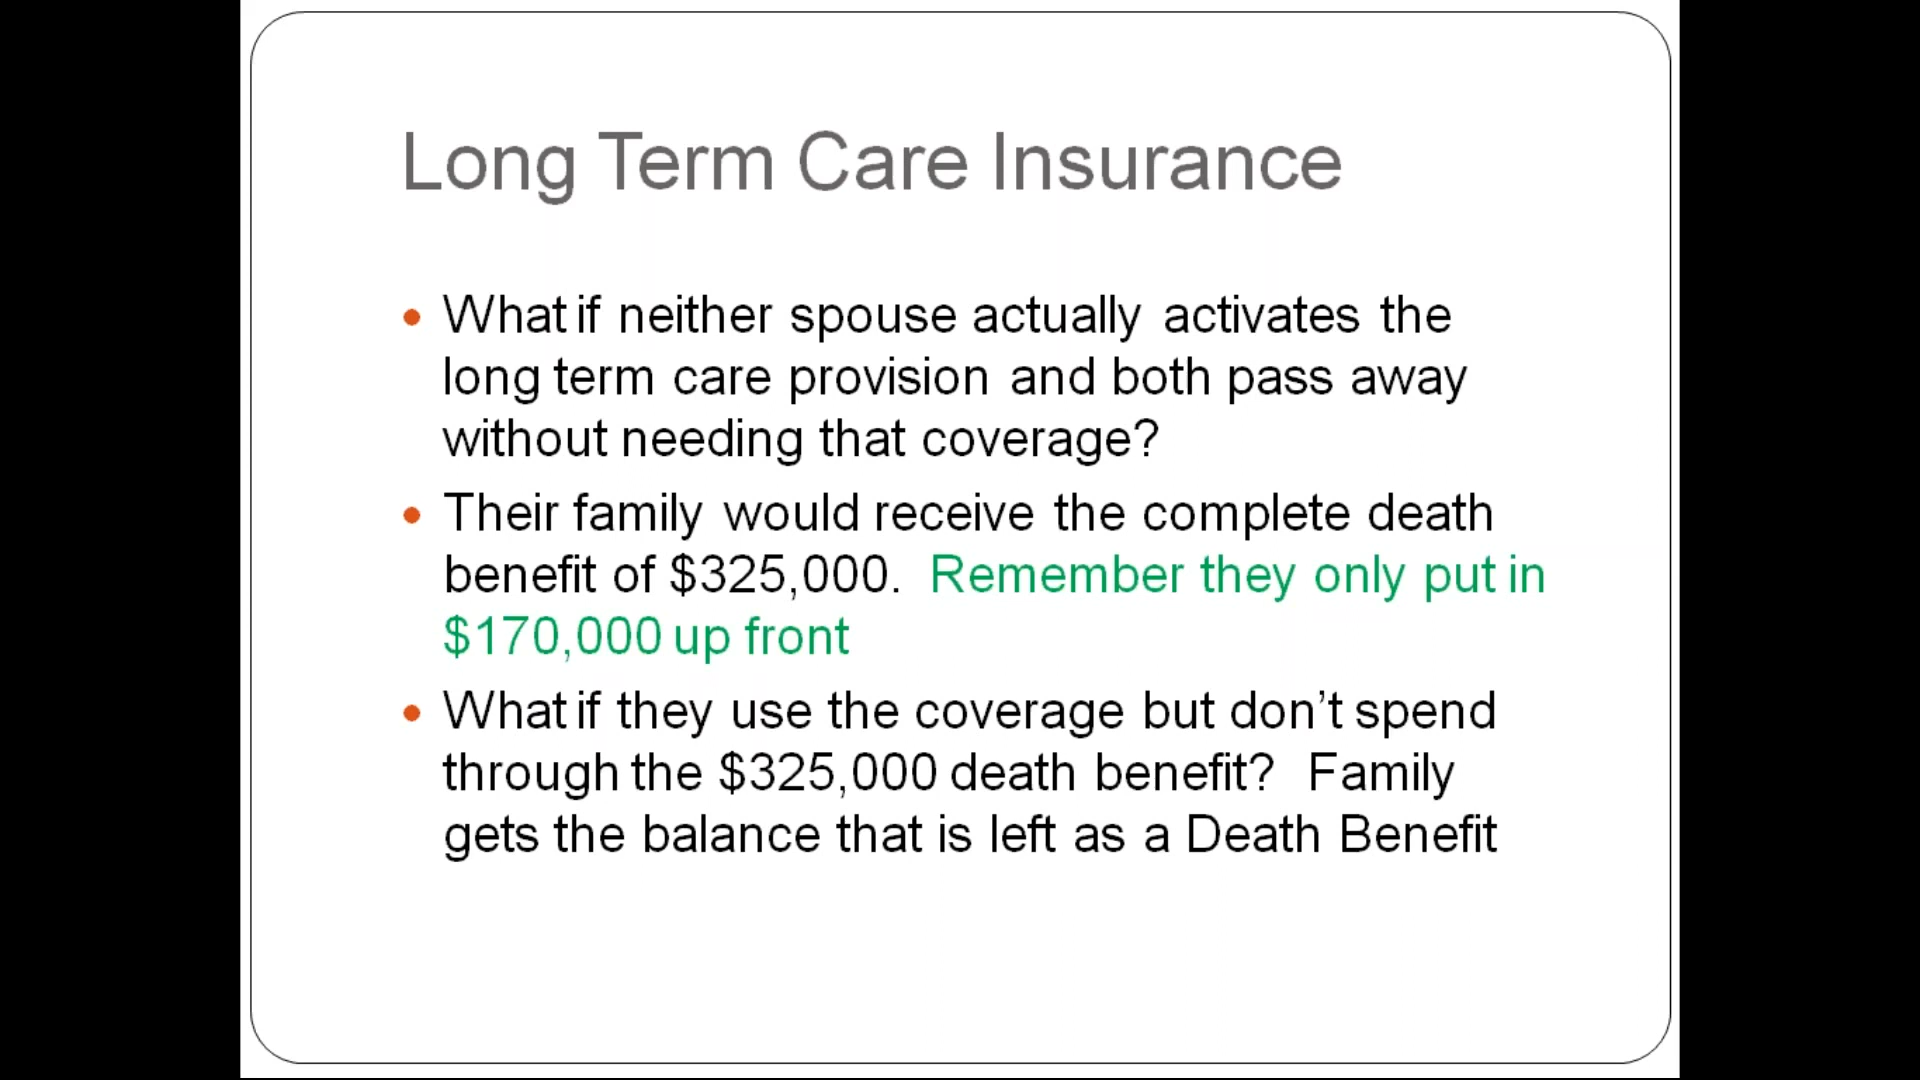 Long Term Care Insurance
What if neither spouse actually activates the
long term care provision and both pass away
without needing that coverage?
Their family would receive the complete death
benefit of $325,000.  Remember they only put in
$170,000 up front
What if they use the coverage but don’t spend
through the $325,000 death benefit?  Family
gets the balance that is left as a Death Benefit